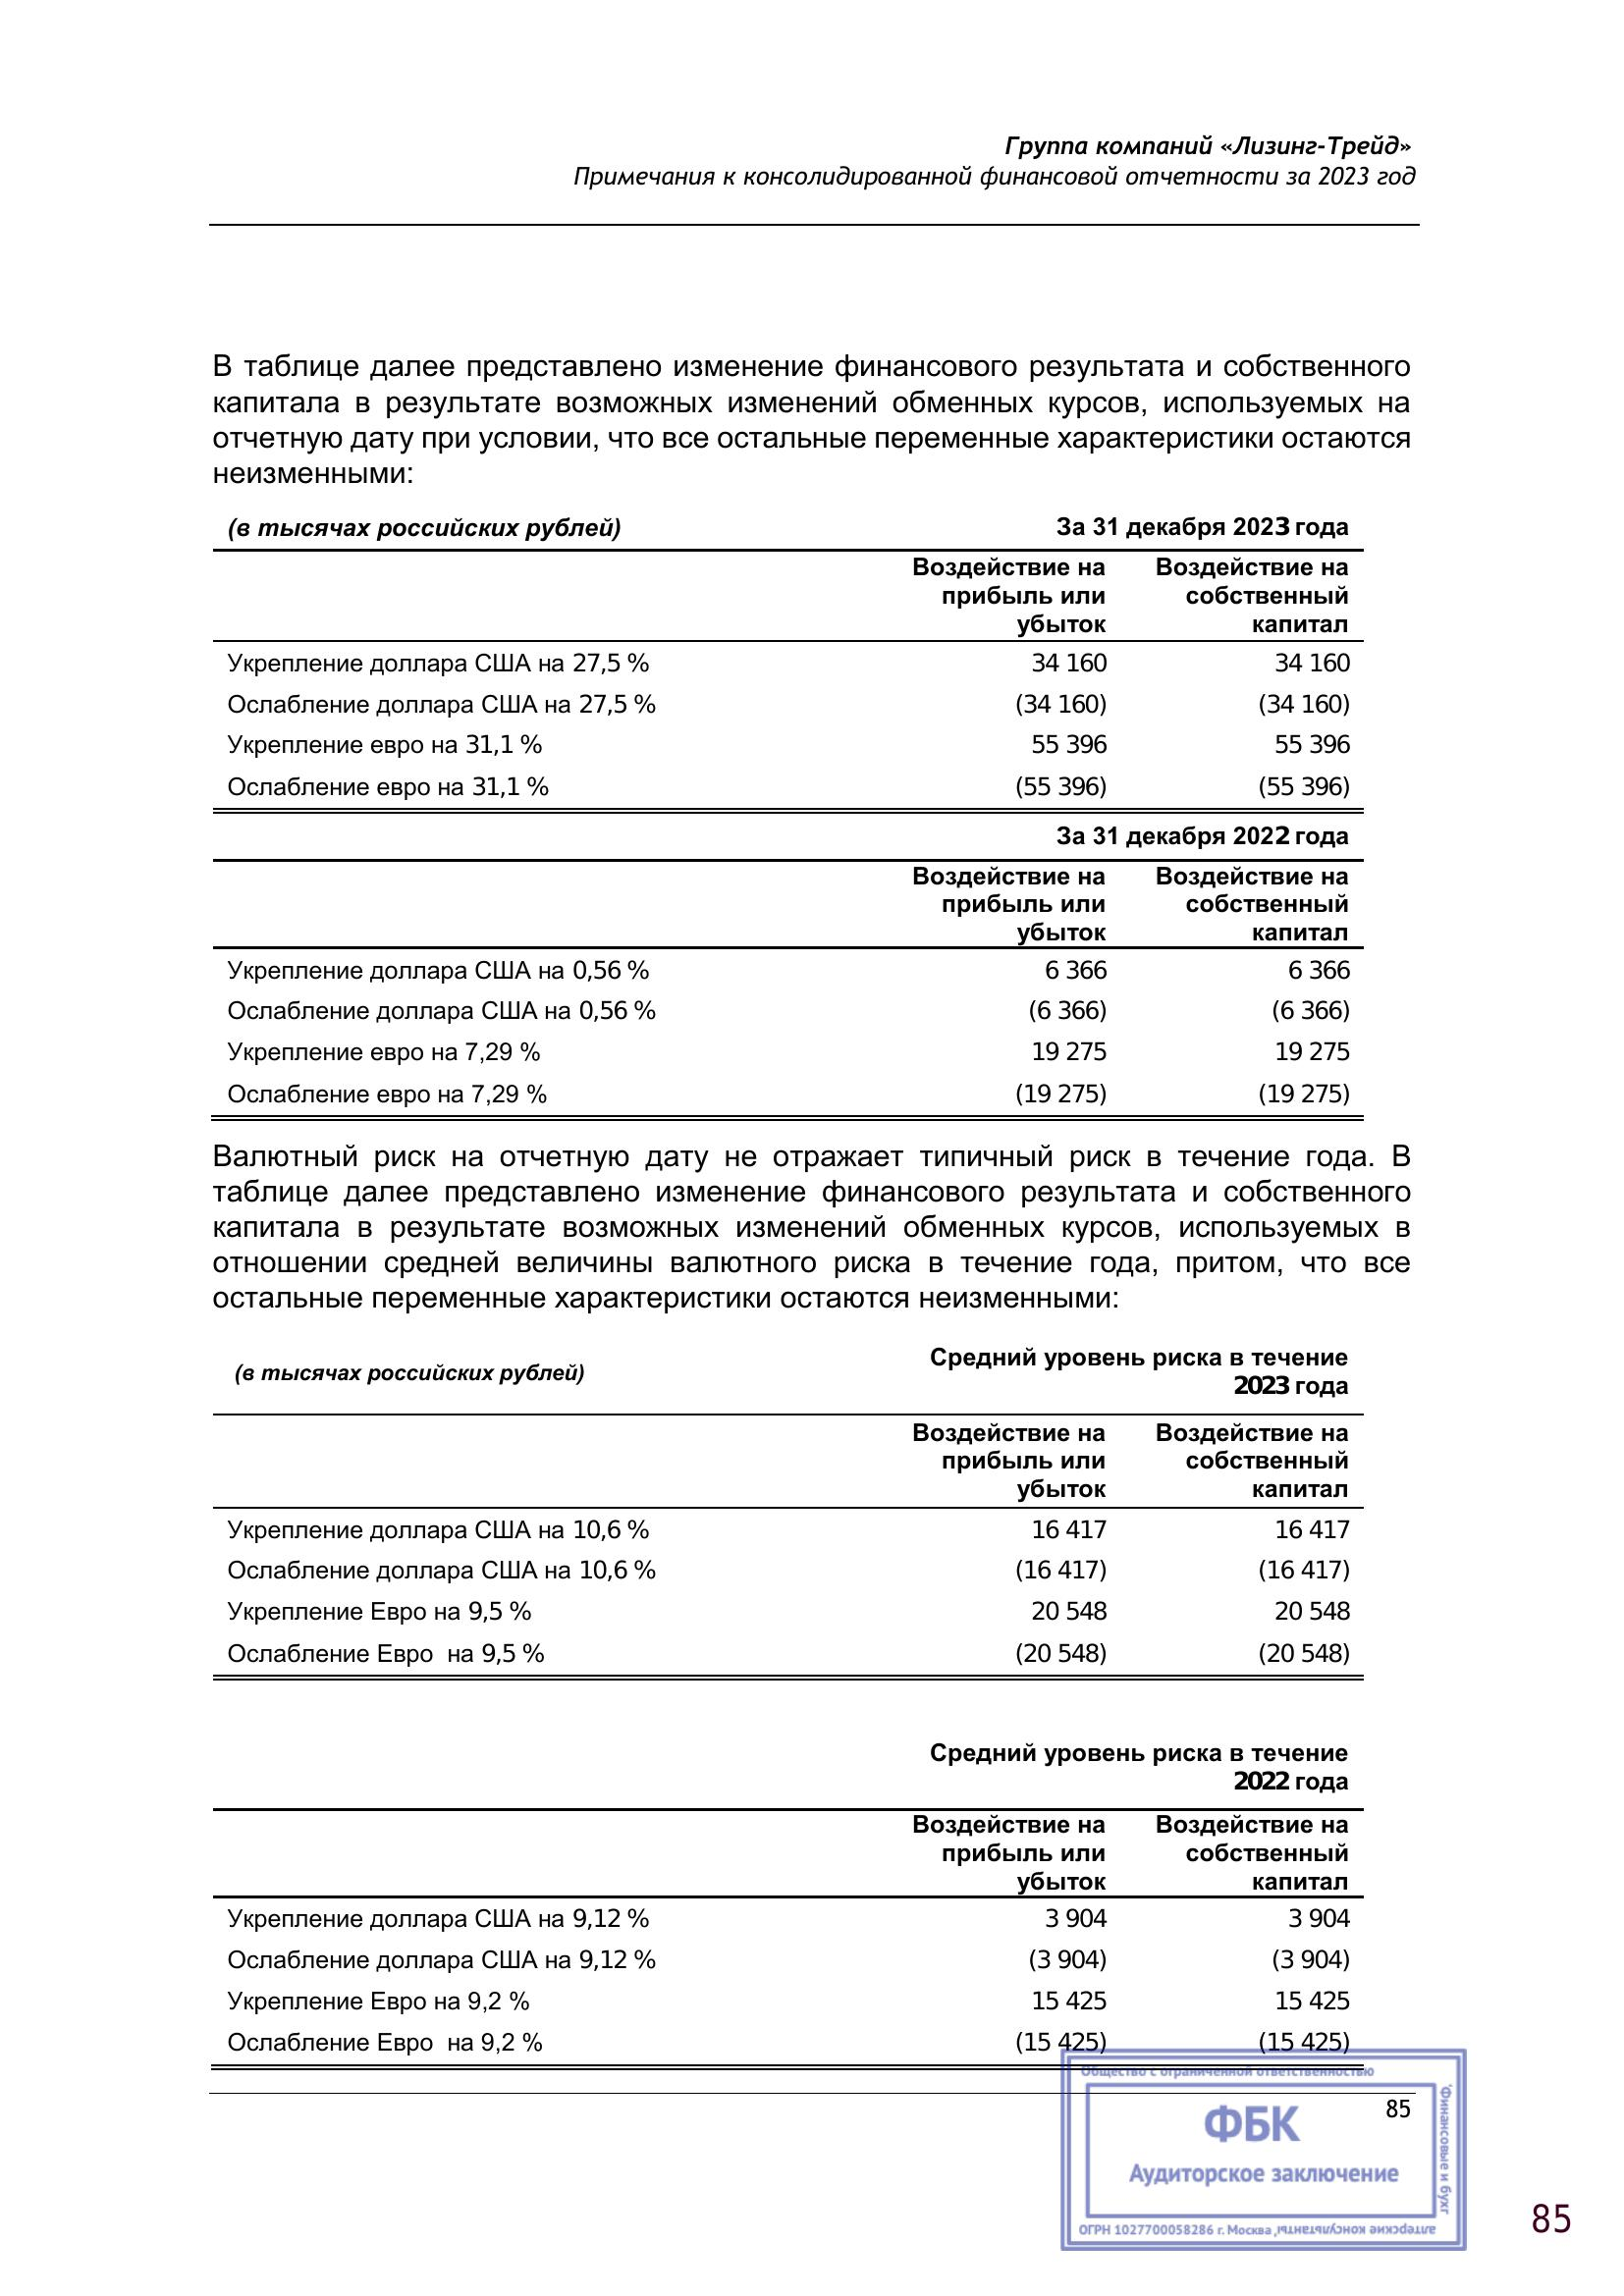 Группа компаний «Лизинг-Трейд»
Примечания к консолидированной финансовой отчетности за 2023 год
В таблице далее представлено изменение финансового результата и собственного
капитала в результате возможных изменений обменных курсов, используемых на
отчетную дату при условии, что все остальные переменные характеристики остаются
неизменными:
(в тысячах российских рублей) За 31 декабря 2023 года
Воздействие на Воздействие на
прибыль или собственный
убыток капитал
Укрепление доллара США на 27,5 % 34 160 34 160
Ослабление доллара США на 27,5 % (34 160) (34 160)
Укрепление евро на 31,1 % 55 396 55 396
Ослабление евро на 31,1 % (55 396) (55 396)
За 31 декабря 2022 года
Воздействие на Воздействие на
прибыль или собственный
убыток капитал
Укрепление доллара США на 0,56 % 6 366 6 366
Ослабление доллара США на 0,56 % (6 366) (6 366)
Укрепление евро на 7,29 % 19 275 19 275
Ослабление евро на 7,29 % (19 275) (19 275)
Валютный риск на отчетную дату не отражает типичный риск в течение года. В
таблице далее представлено изменение финансового результата и собственного
капитала в результате возможных изменений обменных курсов, используемых в
отношении средней величины валютного риска в течение года, притом, что все
остальные переменные характеристики остаются неизменными:
(в тысячах российских рублей) Средний уровень риска в течение
2023 года
Воздействие на Воздействие на
прибыль или собственный
убыток капитал
Укрепление доллара США на 10,6 % 16 417 16 417
Ослабление доллара США на 10,6 % (16 417) (16 417)
Укрепление Евро на 9,5 % 20 548 20 548
Ослабление Евро на 9,5 % (20 548) (20 548)
Средний уровень риска в течение
2022 года
Воздействие на Воздействие на
прибыль или собственный
убыток капитал
Укрепление доллара США на 9,12 % 3 904 3 904
Ослабление доллара США на 9,12 % (3 904) (3 904)
Укрепление Евро на 9,2 % 15 425 15 425
Ослабление Евро на 9,2 % (15 425) (15 425)
Общество с ограниченной ответственностью
85
ФБК
Аудиторское заключение
"Финансовые и бухг
алтерские консультанты"
ОГРН 1027700058286 г. Москва
85